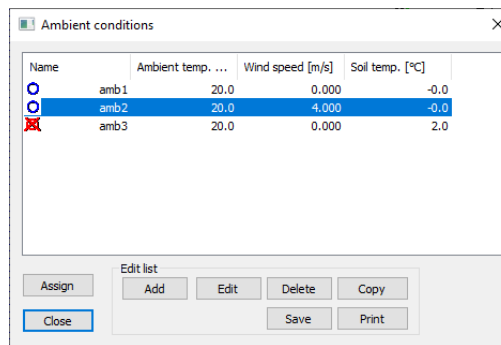 Ambient conditions
Name Ambient temp. ... Wind speed [m/s] Soil temp. [°C]
amb1 20.0 0.000 -0.0
amb2 20.0 4.000 -0.0
amb3 20.0 0.000 2.0
Edit list
Assign Add Edit Delete Copy
Close Save Print